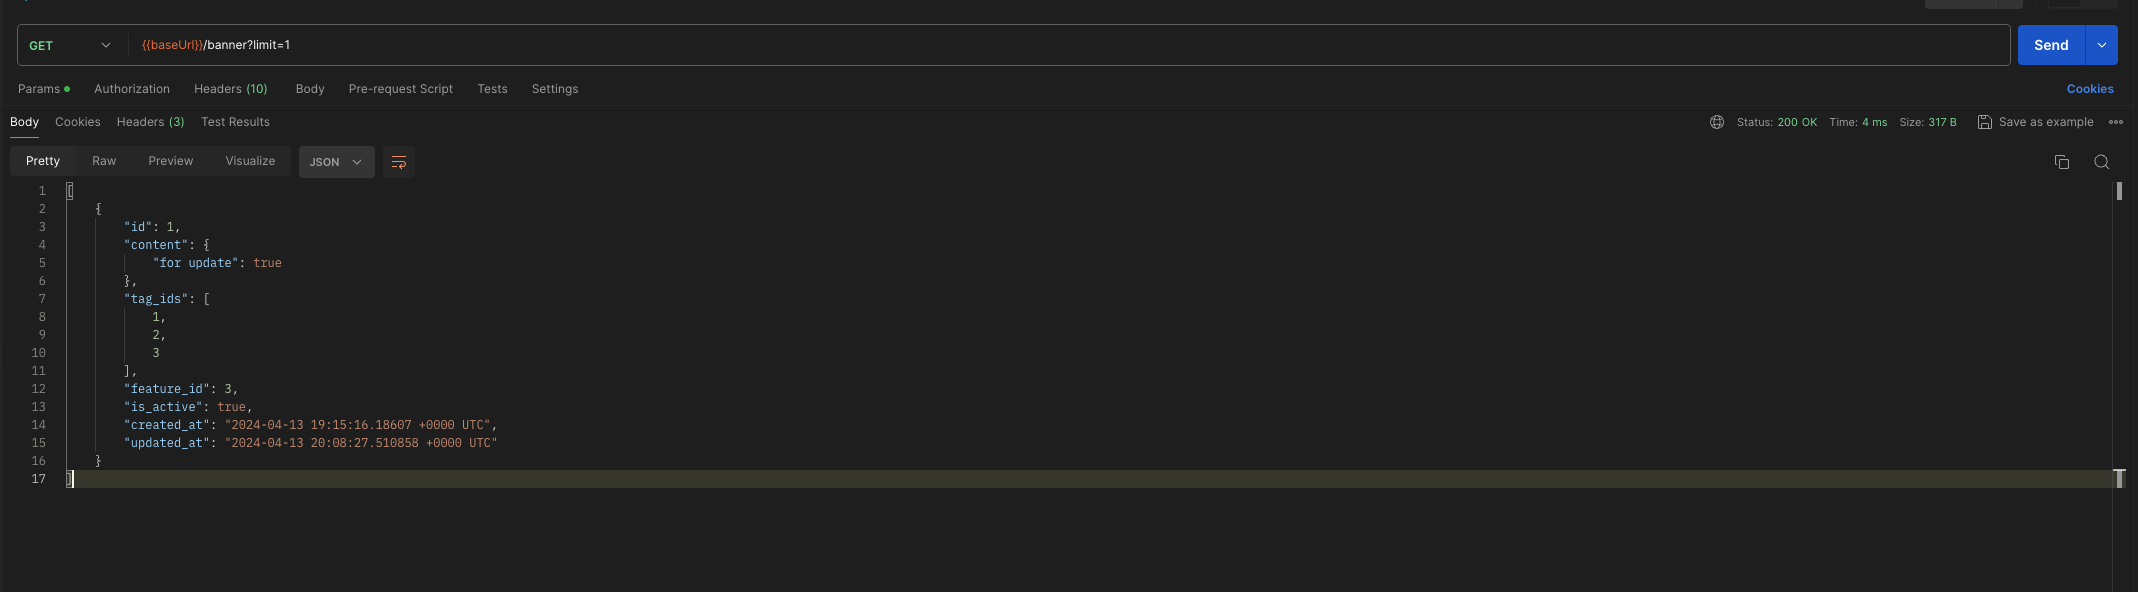 GET {{baseUrl}}/banner?limit=1 Send
Params Authorization Headers (10) Body Pre-request Script Tests Settings Cookies
Body Cookies Headers (3) Test Results Status: 200 OK Time: 4 ms Size: 317 B Save as example
Pretty Raw Preview Visualize JSON
1 [
2 {
3 "id": 1,
4 "content": {
5 "for update": true
6 },
7 "tag_ids": [
8 1,
9 2,
10 3
11 ],
12 "feature_id": 3,
13 "is_active": true,
14 "created_at": "2024-04-13 19:15:16.18607 +0000 UTC",
15 "updated_at": "2024-04-13 20:08:27.510858 +0000 UTC"
16 }
17 ]